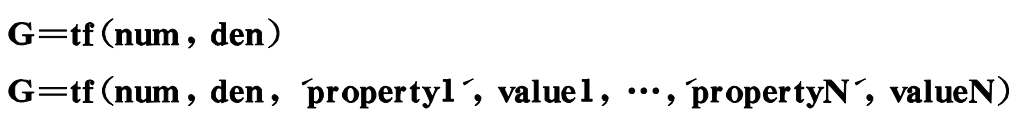 G=tf(num, den)
G=tf(num, den, ´property1´, value1, …, ´propertyN´, valueN)